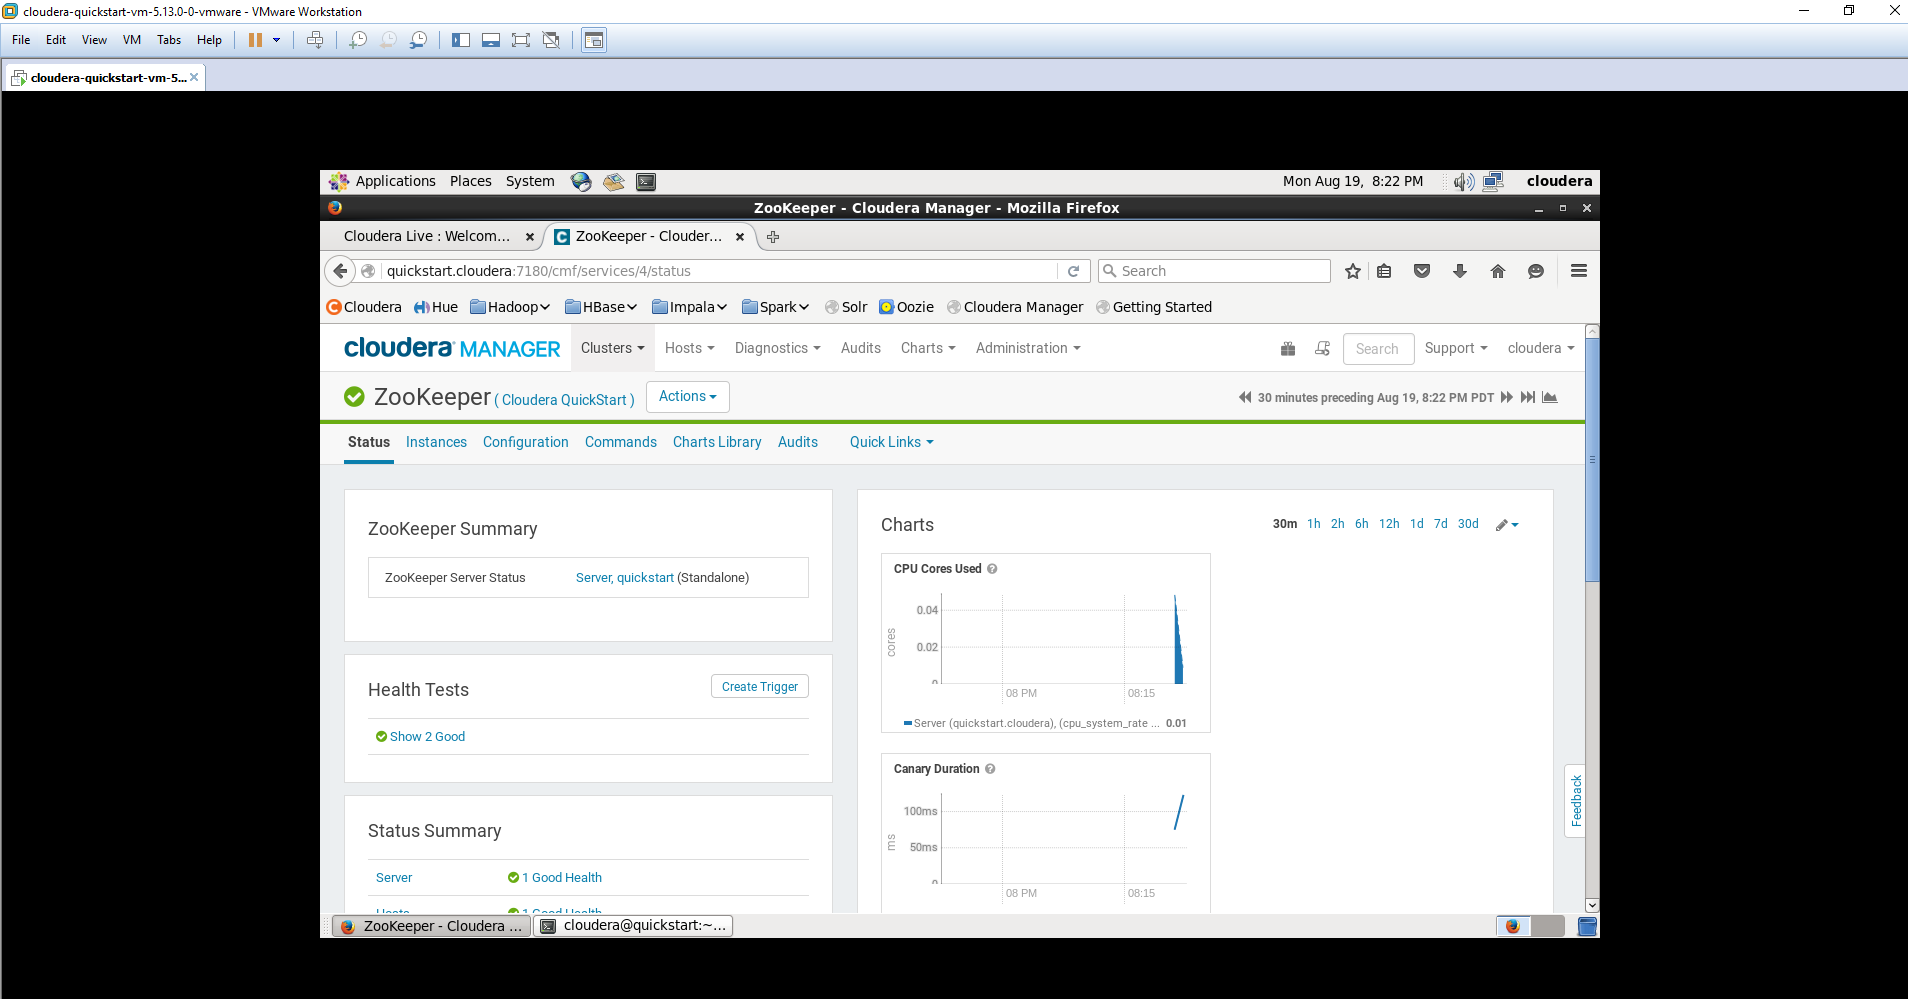 cloudera-quickstart-vm-5.13.0-0-vmware - VMware Workstation
File Edit View VM Tabs Help
cloudera-quickstart-vm-5...
Applications Places System Mon Aug 19, 8:22 PM cloudera
ZooKeeper - Cloudera Manager - Mozilla Firefox
Cloudera Live : Welcom... ZooKeeper - Clouder...
quickstart.cloudera:7180/cmf/services/4/status Search
Cloudera Hue Hadoop HBase Impala Spark Solr Oozie Cloudera Manager Getting Started
cloudera MANAGER Clusters Hosts Diagnostics Audits Charts Administration Search Support cloudera
ZooKeeper ( Cloudera QuickStart ) Actions 30 minutes preceding Aug 19, 8:22 PM PDT
Status Instances Configuration Commands Charts Library Audits Quick Links
ZooKeeper Summary
ZooKeeper Server Status Server, quickstart (Standalone)
Health Tests Create Trigger
Show 2 Good
Status Summary
Server 1 Good Health
Hosts 1 Good Health
Charts 30m 1h 2h 6h 12h 1d 7d 30d
CPU Cores Used
cores
0.04
0.02
0
08 PM 08:15
Server (quickstart.cloudera), (cpu_system_rate ... 0.01
Canary Duration
ms
100ms
50ms
0
08 PM 08:15
Feedback
ZooKeeper - Cloudera ... cloudera@quickstart:~...